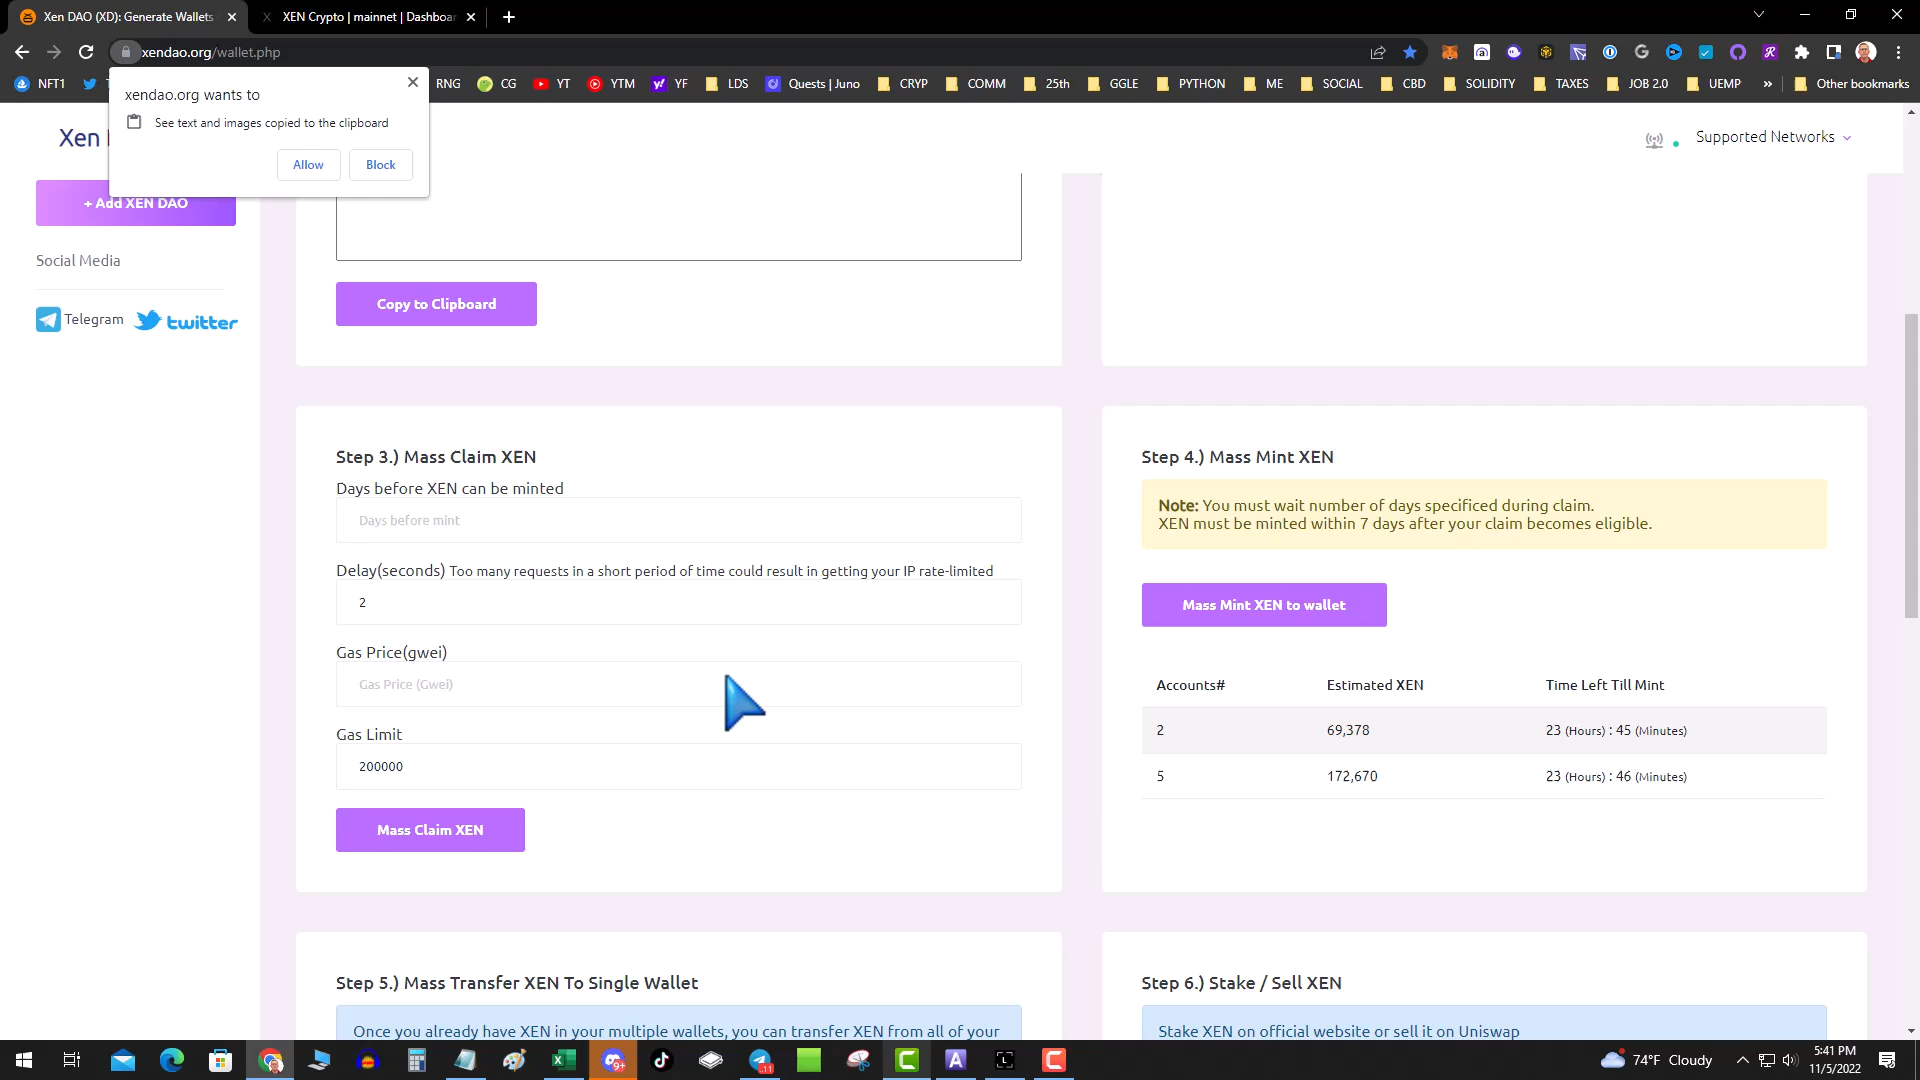 Xen DAO (XD): Generate Wallets
XEN Crypto | mainnet | Dashboar
xendao.org/wallet.php
NFT1
RNG
CG
YT
YTM
YF
LDS
Quests | Juno
CRYP
COMM
25th
GGLE
PYTHON
ME
SOCIAL
CBD
SOLIDITY
TAXES
JOB 2.0
UEMP
»
Other bookmarks
xendao.org wants to
See text and images copied to the clipboard
Allow
Block
Xen
Supported Networks
+ Add XEN DAO
Social Media
Telegram
twitter
Copy to Clipboard
Step 3.) Mass Claim XEN
Days before XEN can be minted
Days before mint
Delay(seconds) Too many requests in a short period of time could result in getting your IP rate-limited
2
Gas Price(gwei)
Gas Price (Gwei)
Gas Limit
200000
Mass Claim XEN
Step 4.) Mass Mint XEN
Note: You must wait number of days specificed during claim.
XEN must be minted within 7 days after your claim becomes eligible.
Mass Mint XEN to wallet
Accounts# Estimated XEN Time Left Till Mint
2 69,378 23 (Hours) : 45 (Minutes)
5 172,670 23 (Hours) : 46 (Minutes)
Step 5.) Mass Transfer XEN To Single Wallet
Once you already have XEN in your multiple wallets, you can transfer XEN from all of your
Step 6.) Stake / Sell XEN
Stake XEN on official website or sell it on Uniswap
74°F Cloudy
5:41 PM
11/5/2022